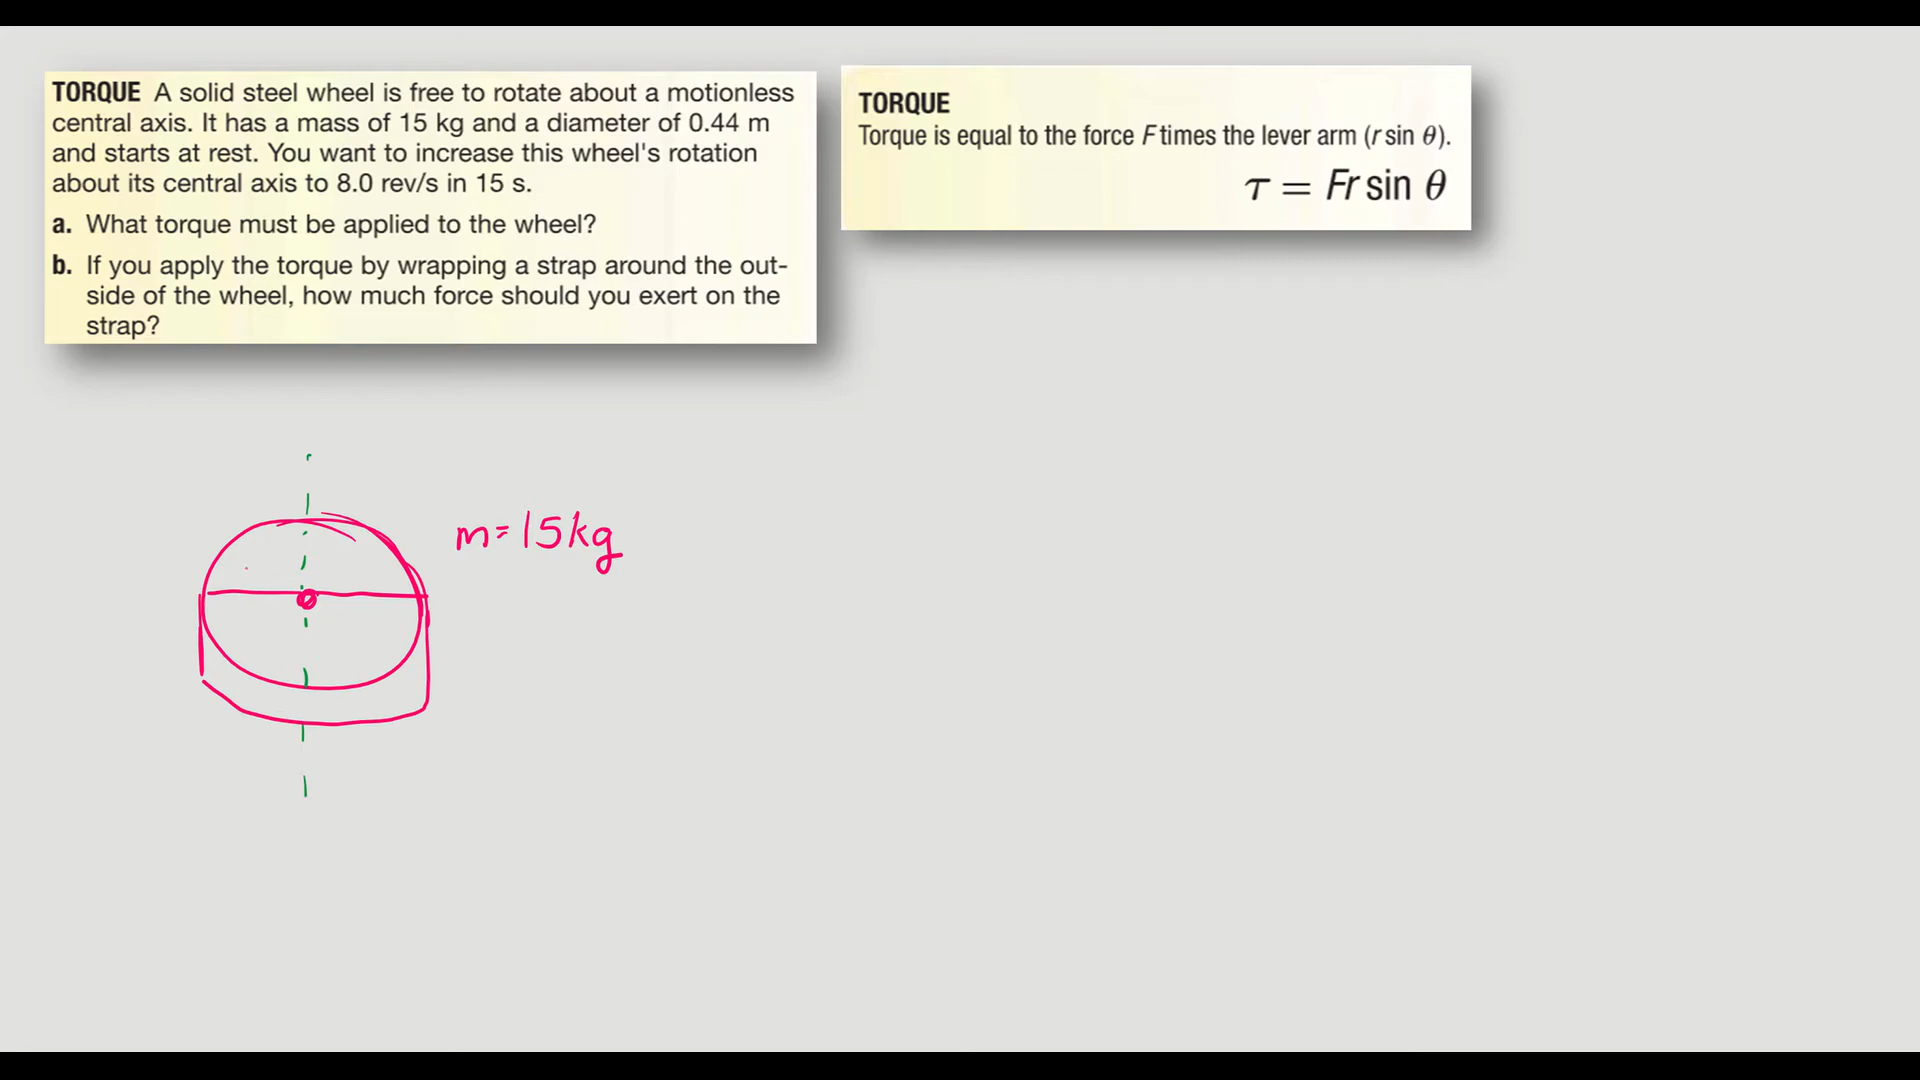 TORQUE A solid steel wheel is free to rotate about a motionless
central axis. It has a mass of 15 kg and a diameter of 0.44 m
and starts at rest. You want to increase this wheel's rotation
about its central axis to 8.0 rev/s in 15 s.
a. What torque must be applied to the wheel?
b. If you apply the torque by wrapping a strap around the out-
side of the wheel, how much force should you exert on the
strap?
TORQUE
Torque is equal to the force F times the lever arm (r sin θ).
τ = Fr sin θ
m=15kg